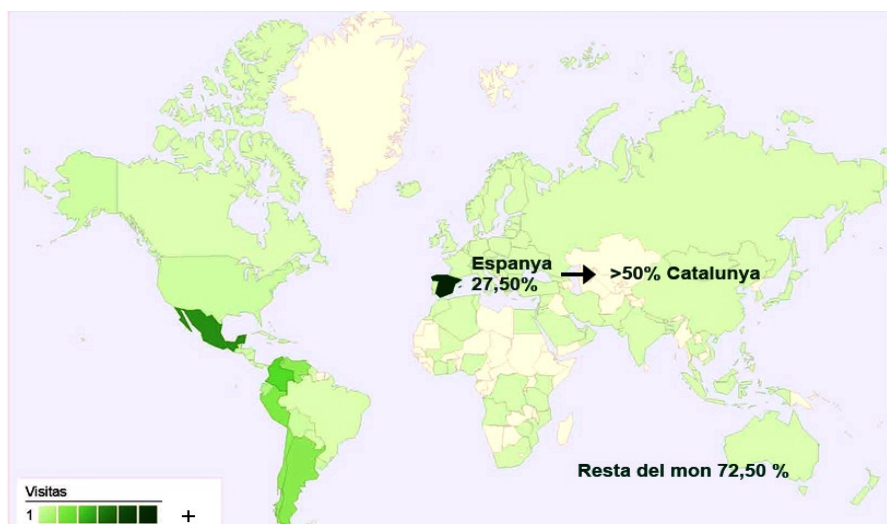 Espanya
27,50%
>50% Catalunya
Resta del mon 72,50 %
Visitas
1 +